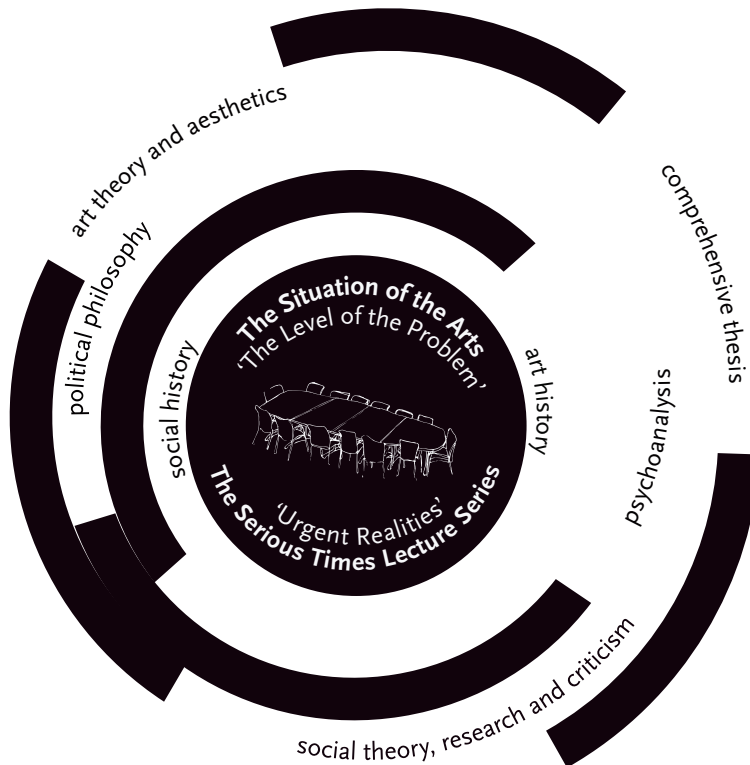 art theory and aesthetics
comprehensive thesis
political philosophy
The Situation of the Arts
'The Level of the Problem'
social history
art history
psychoanalysis
'Urgent Realities'
The Serious Times Lecture Series
social theory, research and criticism